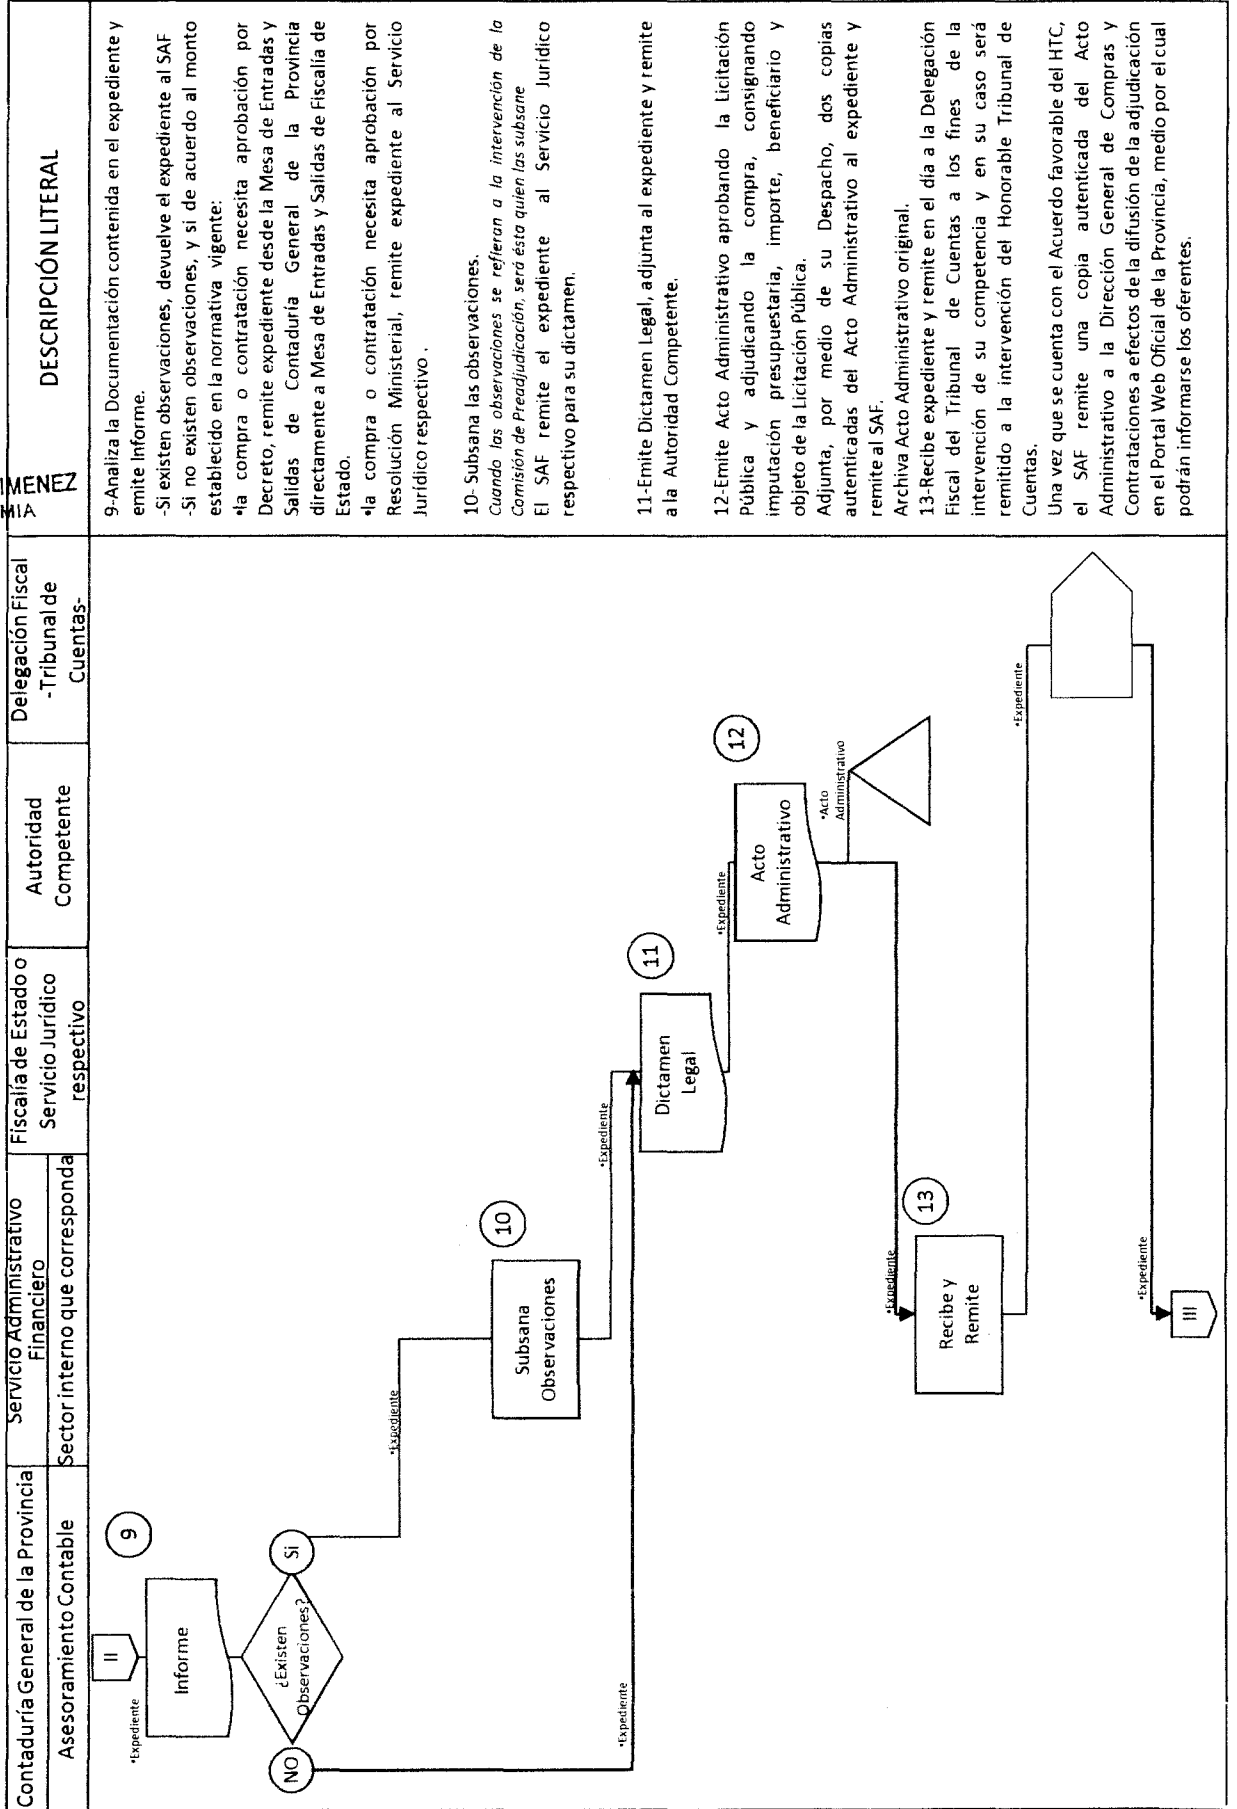 Contaduría General de la Provincia
Asesoramiento Contable
Servicio Administrativo
Financiero
Sector interno que corresponda
Fiscalía de Estado o
Servicio Jurídico
respectivo
Autoridad
Competente
Delegación Fiscal
-Tribunal de
Cuentas-
IMENEZ
MIA
DESCRIPCIÓN LITERAL
II
•Expediente
9
Informe
¿Existen
Observaciones?
Si
NO
•Expediente
•Expediente
10
Subsana
Observaciones
•Expediente
11
Dictamen
Legal
•Expediente
12
Acto
Administrativo
•Acto
Administrativo
•Expediente
13
Recibe y
Remite
•Expediente
•Expediente
III
9-Analiza la Documentación contenida en el expediente y
emite Informe.
-Si existen observaciones, devuelve el expediente al SAF
-Si no existen observaciones, y si de acuerdo al monto
establecido en la normativa vigente:
•la compra o contratación necesita aprobación por
Decreto, remite expediente desde la Mesa de Entradas y
Salidas de Contaduría General de la Provincia
directamente a Mesa de Entradas y Salidas de Fiscalía de
Estado.
•la compra o contratación necesita aprobación por
Resolución Ministerial, remite expediente al Servicio
Jurídico respectivo .
10- Subsana las observaciones.
Cuando las observaciones se refieran a la intervención de la
Comisión de Preadjudicación, será ésta quien las subsane
El SAF remite el expediente al Servicio Jurídico
respectivo para su dictamen.
11-Emite Dictamen Legal, adjunta al expediente y remite
a la Autoridad Competente.
12-Emite Acto Administrativo aprobando la Licitación
Pública y adjudicando la compra, consignando
imputación presupuestaria, importe, beneficiario y
objeto de la Licitación Pública.
Adjunta, por medio de su Despacho, dos copias
autenticadas del Acto Administrativo al expediente y
remite al SAF.
Archiva Acto Administrativo original.
13-Recibe expediente y remite en el día a la Delegación
Fiscal del Tribunal de Cuentas a los fines de la
intervención de su competencia y en su caso será
remitido a la intervención del Honorable Tribunal de
Cuentas.
Una vez que se cuenta con el Acuerdo favorable del HTC,
el SAF remite una copia autenticada del Acto
Administrativo a la Dirección General de Compras y
Contrataciones a efectos de la difusión de la adjudicación
en el Portal Web Oficial de la Provincia, medio por el cual
podrán informarse los oferentes.